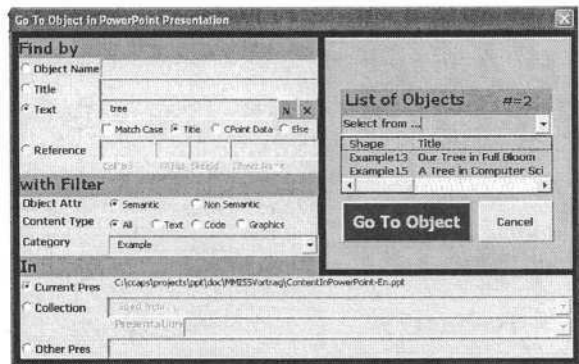 Go To Object in PowerPoint Presentation
Find by
Object Name
Title
Text tree N X
Match Case Title CPoint Data Else
Reference
with Filter
Object Attr Semantic Non Semantic
Content Type All Text Code Graphics
Category Example
In
Current Pres C:\ccaps\projects\ppt\doc\MMISSVortrag\ContentInPowerPoint-En.ppt
Collection
Presentation
Other Pres
List of Objects #=2
Select from ...
Shape Title
Example13 Our Tree in Full Bloom
Example15 A Tree in Computer Sci
Go To Object Cancel